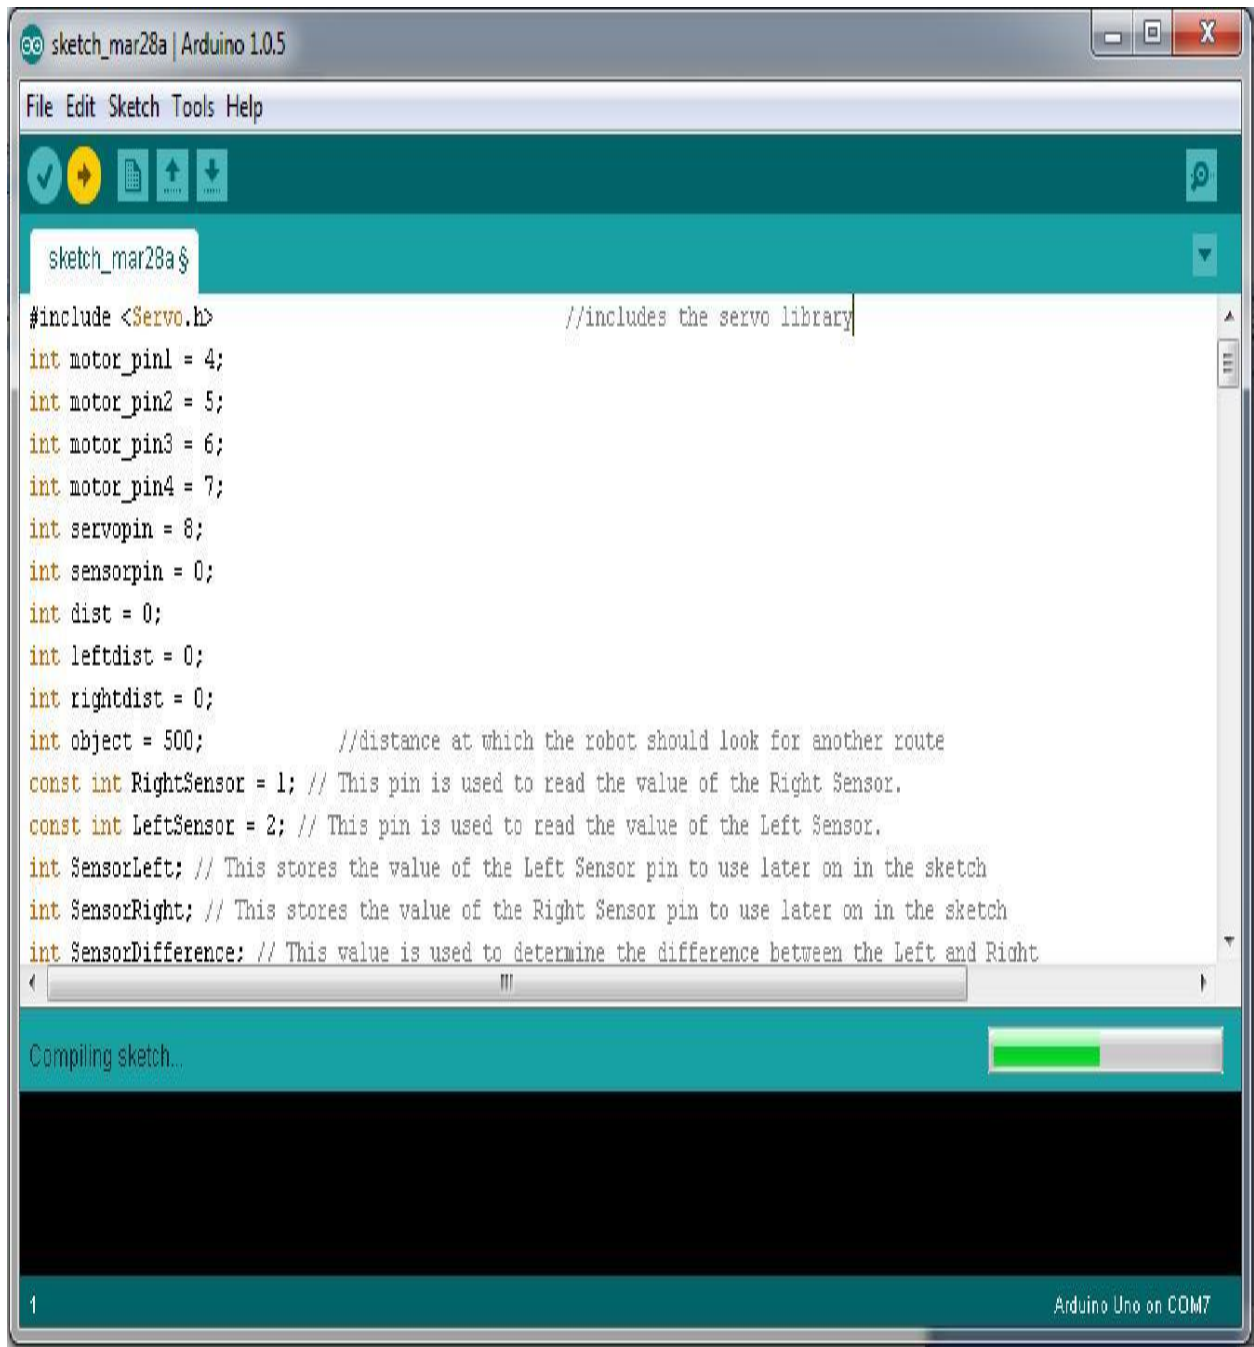 sketch_mar28a | Arduino 1.0.5
File Edit Sketch Tools Help
sketch_mar28a §
#include <Servo.h> //includes the servo library
int motor_pin1 = 4;
int motor_pin2 = 5;
int motor_pin3 = 6;
int motor_pin4 = 7;
int servopin = 8;
int sensorpin = 0;
int dist = 0;
int leftdist = 0;
int rightdist = 0;
int object = 500; //distance at which the robot should look for another route
const int RightSensor = 1; // This pin is used to read the value of the Right Sensor.
const int LeftSensor = 2; // This pin is used to read the value of the Left Sensor.
int SensorLeft; // This stores the value of the Left Sensor pin to use later on in the sketch
int SensorRight; // This stores the value of the Right Sensor pin to use later on in the sketch
int SensorDifference; // This value is used to determine the difference between the Left and Right
Compiling sketch...
1 Arduino Uno on COM7